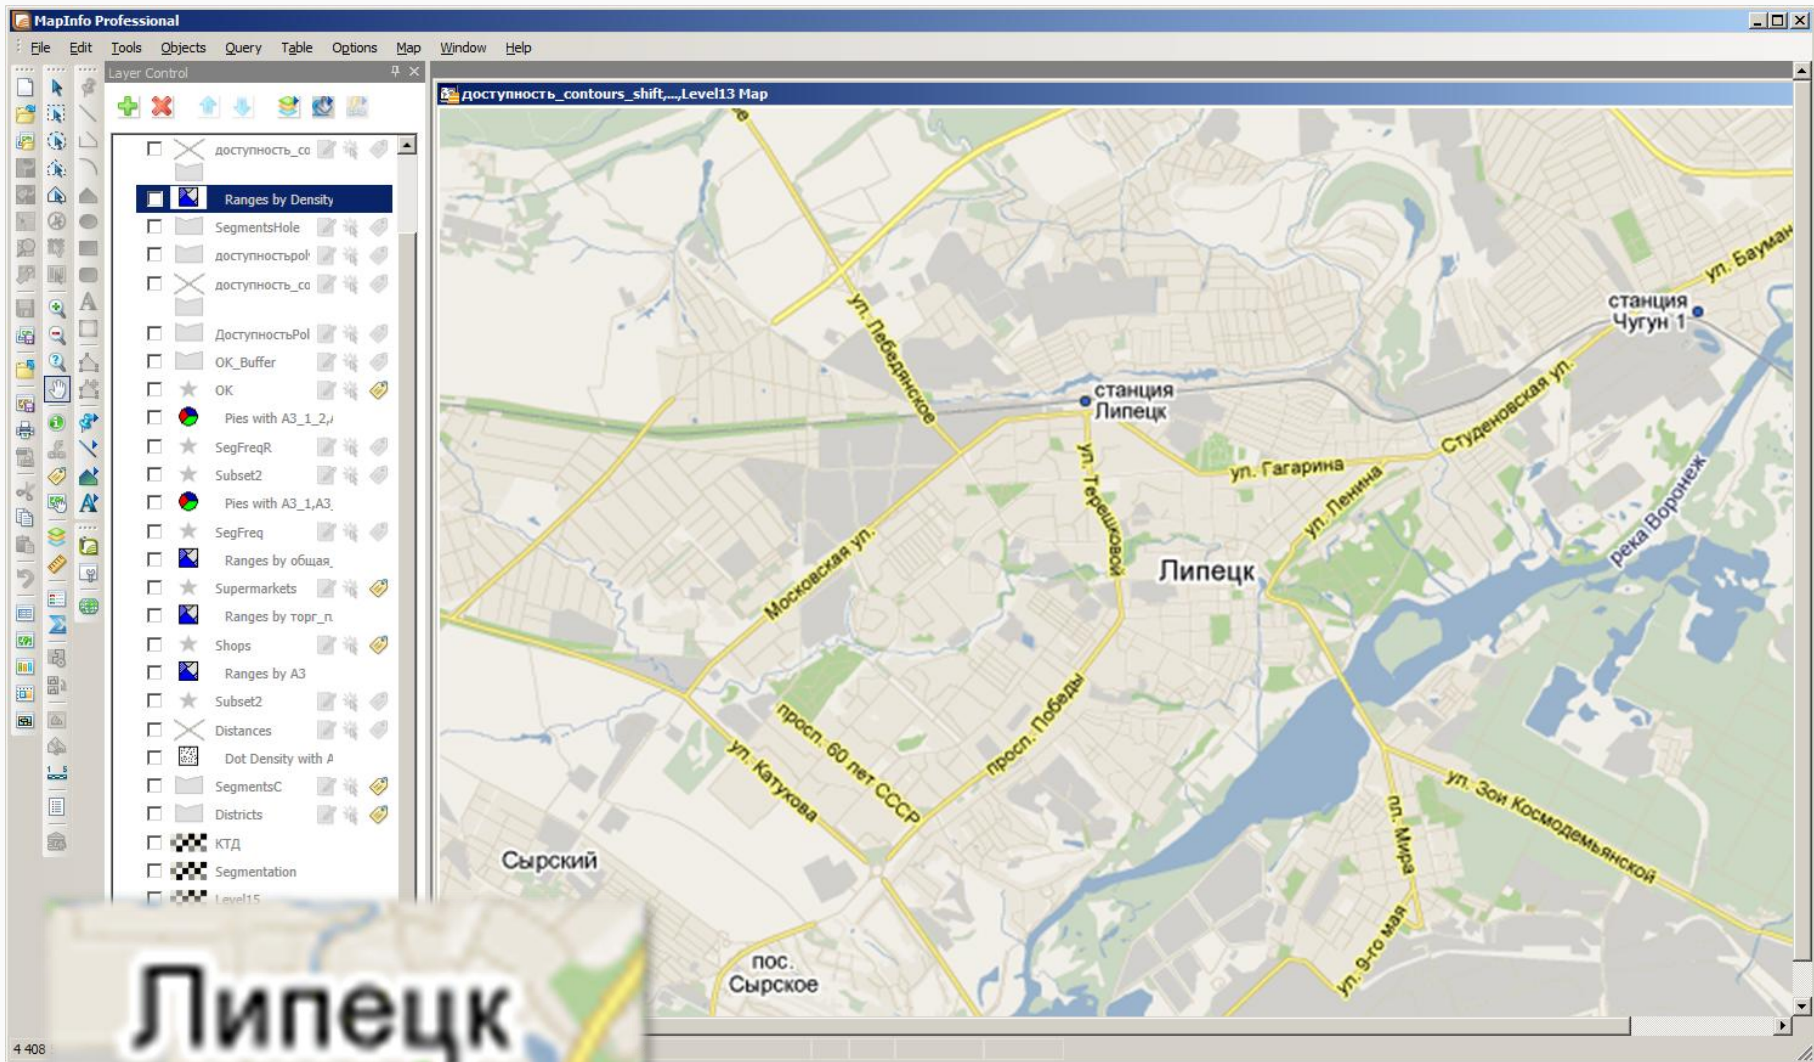 MapInfo Professional
File Edit Tools Objects Query Table Options Map Window Help
Layer Control
доступность_contours_shift,...,Level13 Map
доступность_co
Ranges by Density
SegmentsHole
доступностьpol
доступность_co
ДоступностьPol
OK_Buffer
OK
Pies with A3_1_2,
SegFreqR
Subset2
Pies with A3_1,A3_
SegFreq
Ranges by общая_
Supermarkets
Ranges by торг_п
Shops
Ranges by A3
Subset2
Distances
Dot Density with A
SegmentsC
Districts
КТД
Segmentation
Level15
ул. Лебедянское
ул. Бауман
станция
Чугун 1
станция
Липецк
Студеновская ул.
ул. Гагарина
ул. Ленина
ул. Терешковой
река Воронеж
Московская ул.
Липецк
просп. Победы
просп. 60 лет СССР
ул. Катукова
ул. Зои Космодемьянской
пл. Мира
Сырский
ул. 9-го мая
пос.
Сырское
Липецк
4 408